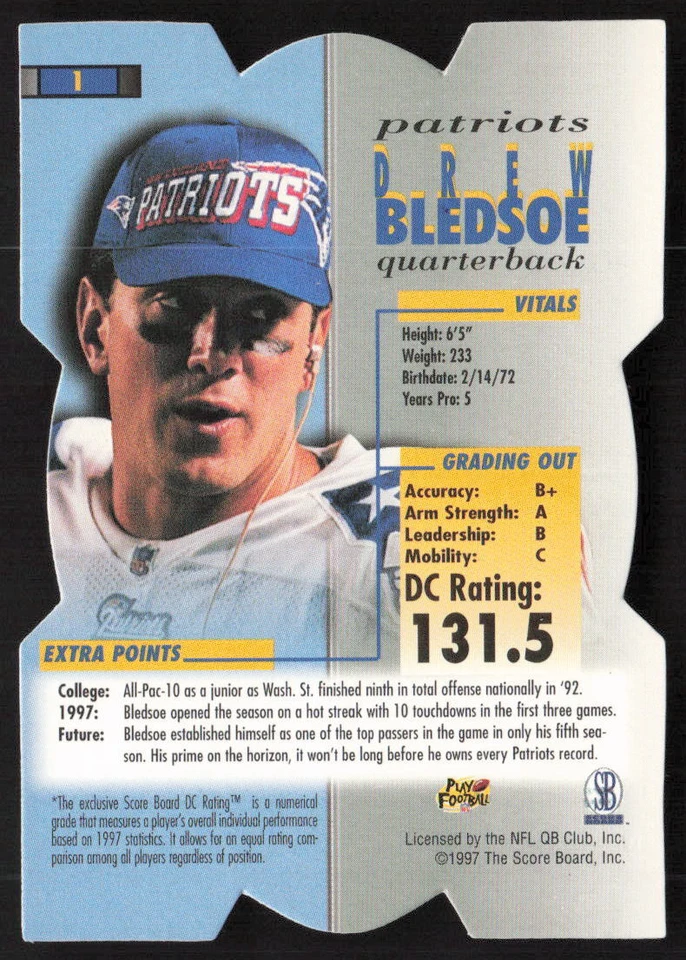 1
PATRIOTS
patriots
DREW
BLEDSOE
quarterback
VITALS
Height: 6'5"
Weight: 233
Birthdate: 2/14/72
Years Pro: 5
GRADING OUT
Accuracy: B+
Arm Strength: A
Leadership: B
Mobility: C
DC Rating:
131.5
EXTRA POINTS
College: All-Pac-10 as a junior as Wash. St. finished ninth in total offense nationally in '92.
1997: Bledsoe opened the season on a hot streak with 10 touchdowns in the first three games.
Future: Bledsoe established himself as one of the top passers in the game in only his fifth sea-
son. His prime on the horizon, it won't be long before he owns every Patriots record.
*The exclusive Score Board DC Rating™ is a numerical
grade that measures a player's overall individual performance
based on 1997 statistics. It allows for an equal rating com-
parison among all players regardless of position.
PLAY
FOOTBALL
SB
Licensed by the NFL QB Club, Inc.
©1997 The Score Board, Inc.